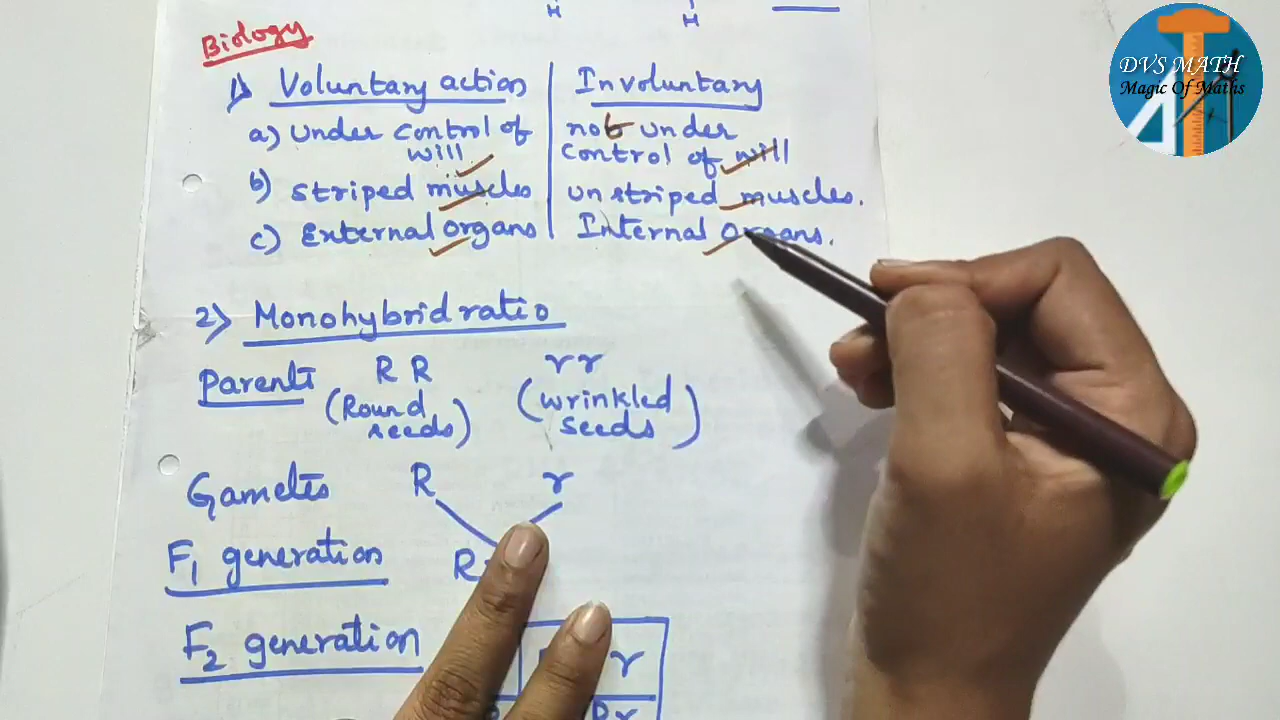 H H
Biology
DVS MATH
Magic Of Maths
1) Voluntary action Involuntary
a) Under control of will not under control of will
b) striped muscles unstriped muscles.
c) External organs Internal organs.
2) Monohybrid ratio
Parents RR rr
(Round seeds) (wrinkled seeds)
Gametes R r
F1 generation R
F2 generation r
Rr